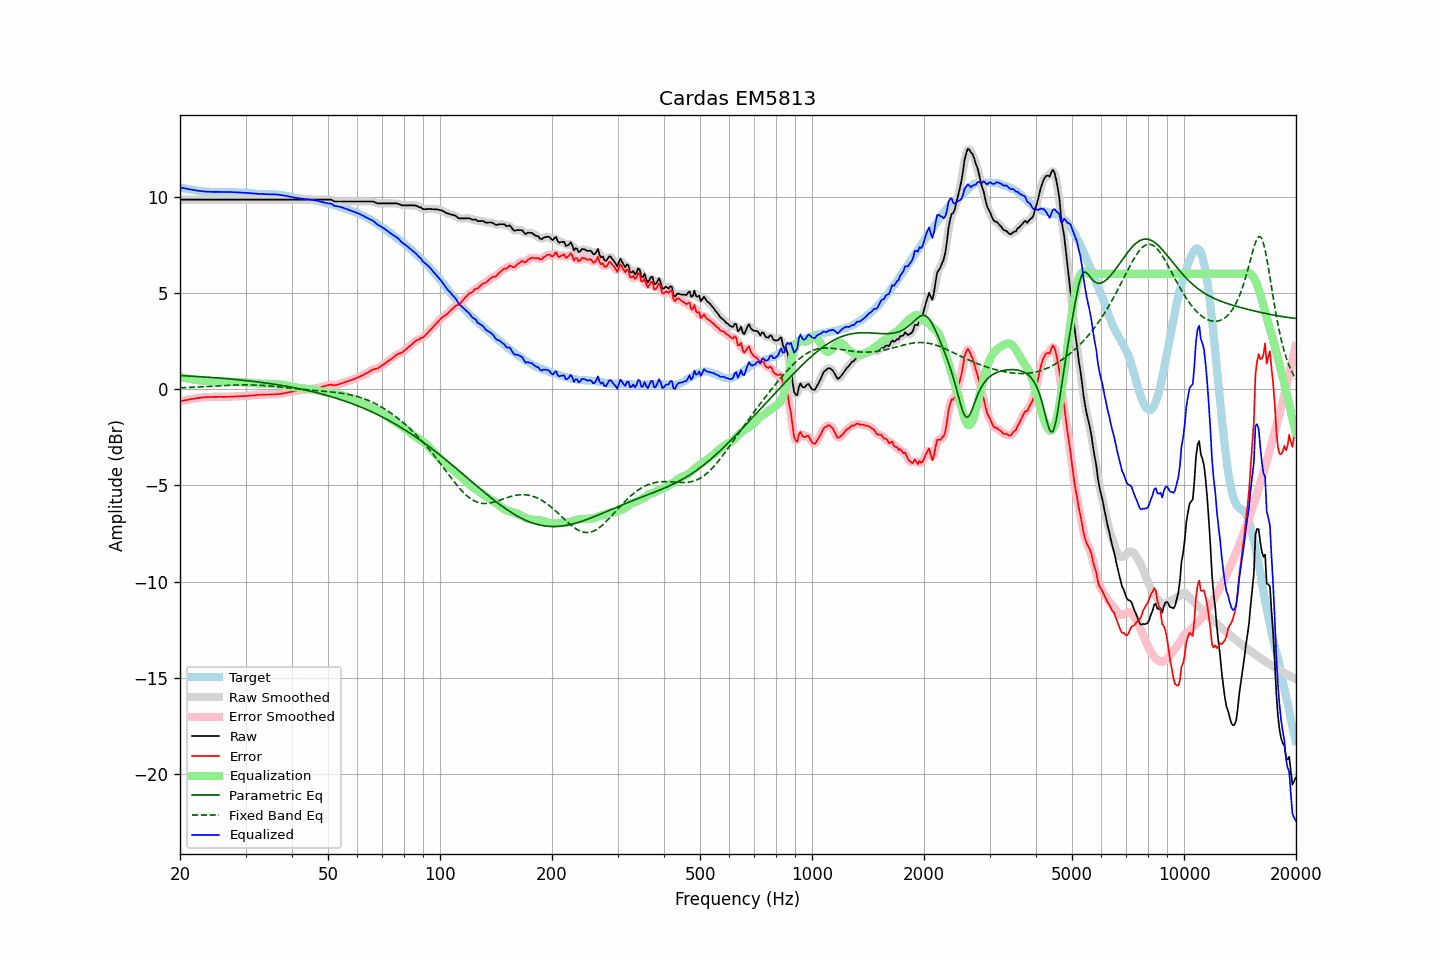 Cardas EM5813
Amplitude (dBr)
10
5
0
−5
−10
−15
−20
Target
Raw Smoothed
Error Smoothed
Raw
Error
Equalization
Parametric Eq
Fixed Band Eq
Equalized
20 50 100 200 500 1000 2000 5000 10000 20000
Frequency (Hz)